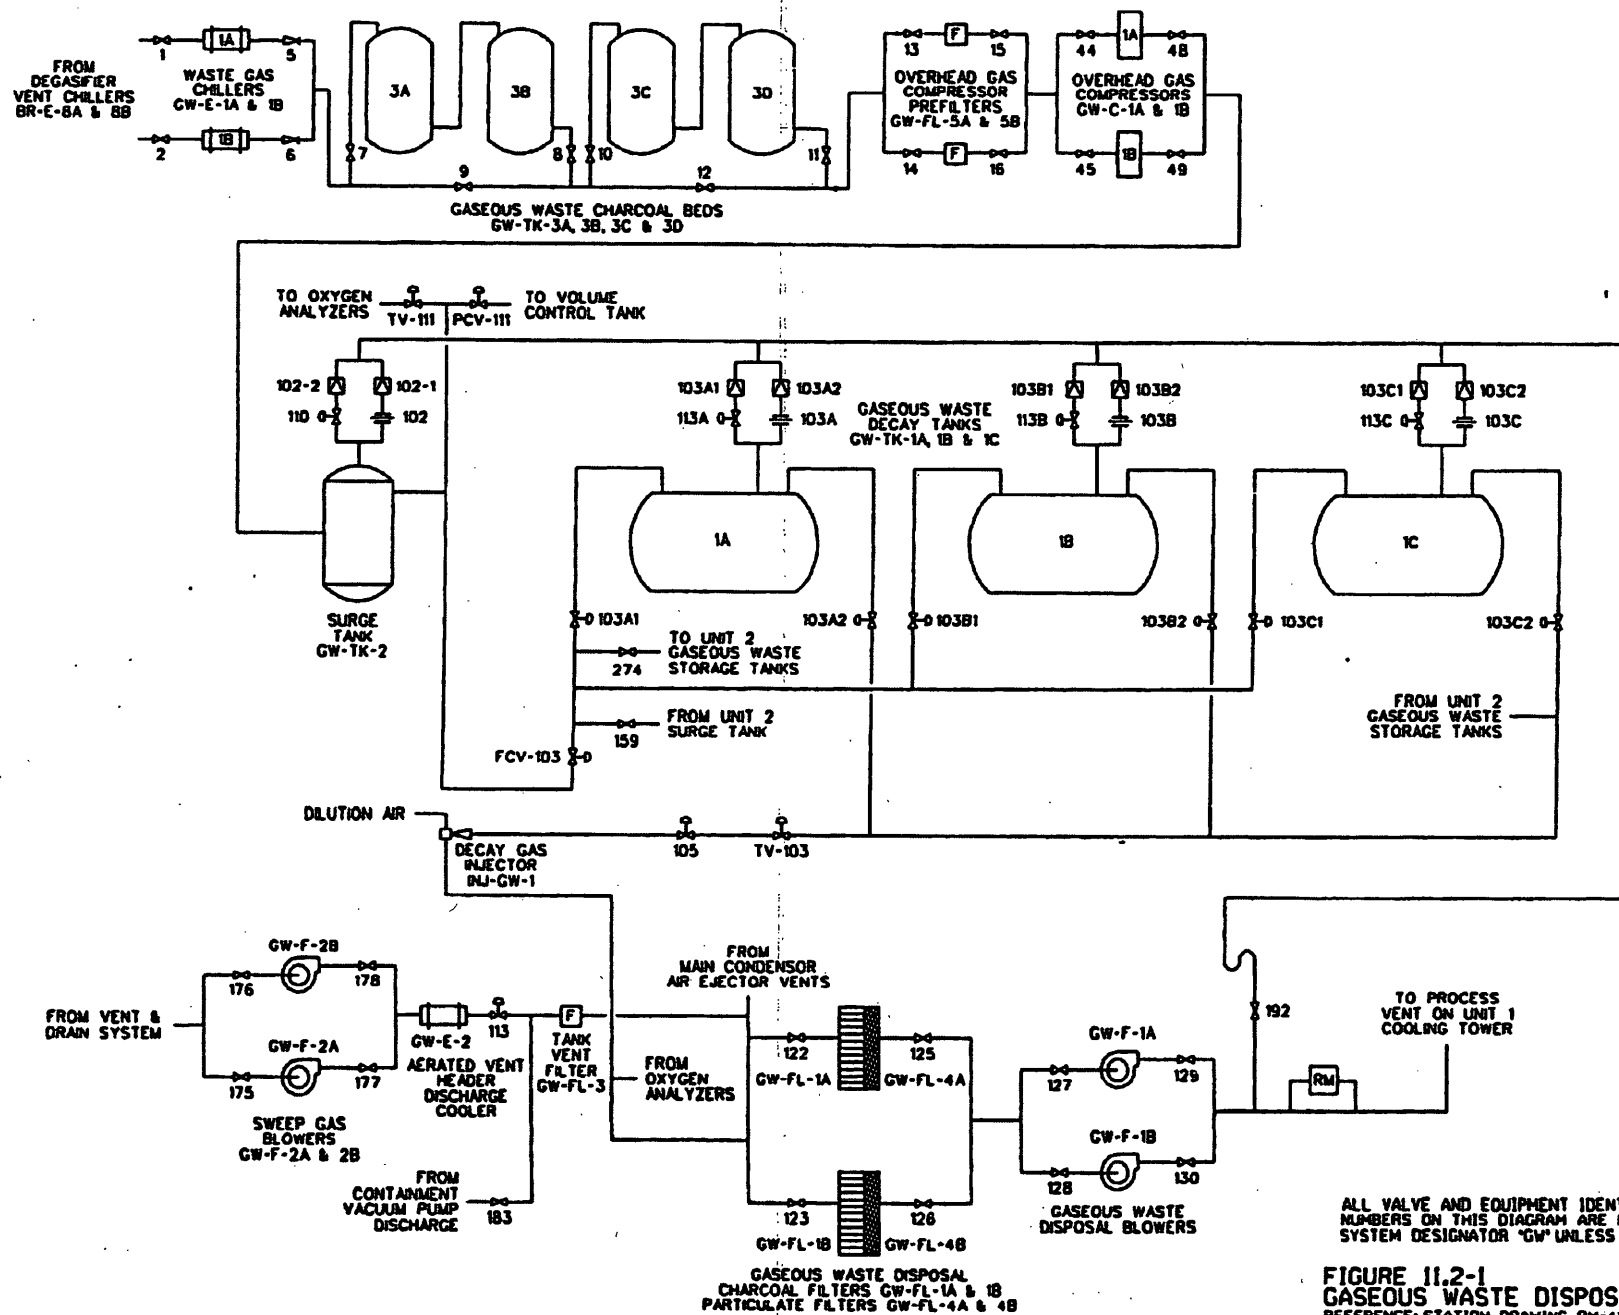 1
1A
5
FROM
DEGASIFIER
VENT CHILLERS
BR-E-8A & 8B
WASTE GAS
CHILLERS
GW-E-1A & 1B
2
1B
6
3A
3B
3C
3D
7
8
10
11
9
12
GASEOUS WASTE CHARCOAL BEDS
GW-TK-3A, 3B, 3C & 3D
13
F
15
OVERHEAD GAS
COMPRESSOR
PREFILTERS
GW-FL-5A & 5B
14
F
16
44
1A
48
OVERHEAD GAS
COMPRESSORS
GW-C-1A & 1B
45
1B
49
TO OXYGEN
ANALYZERS
TV-111
PCV-111
TO VOLUME
CONTROL TANK
102-2
102-1
110
102
103A1
103A2
113A
103A
GASEOUS WASTE
DECAY TANKS
GW-TK-1A, 1B & 1C
103B1
103B2
113B
103B
103C1
103C2
113C
103C
1A
1B
1C
SURGE
TANK
GW-TK-2
103A1
103A2
103B1
103B2
103C1
103C2
TO UNIT 2
GASEOUS WASTE
STORAGE TANKS
274
FROM UNIT 2
SURGE TANK
159
FCV-103
FROM UNIT 2
GASEOUS WASTE
STORAGE TANKS
DILUTION AIR
DECAY GAS
INJECTOR
INJ-GW-1
105
TV-103
GW-F-2B
176
178
FROM VENT &
DRAIN SYSTEM
GW-F-2A
175
177
SWEEP GAS
BLOWERS
GW-F-2A & 2B
GW-E-2
AERATED VENT
HEADER
DISCHARGE
COOLER
113
F
TANK
VENT
FILTER
GW-FL-3
FROM
CONTAINMENT
VACUUM PUMP
DISCHARGE
183
FROM
MAIN CONDENSOR
AIR EJECTOR VENTS
FROM
OXYGEN
ANALYZERS
122
125
GW-FL-1A
GW-FL-4A
123
126
GW-FL-1B
GW-FL-4B
GASEOUS WASTE DISPOSAL
CHARCOAL FILTERS GW-FL-1A & 1B
PARTICULATE FILTERS GW-FL-4A & 4B
GW-F-1A
127
129
GW-F-1B
128
130
GASEOUS WASTE
DISPOSAL BLOWERS
192
RM
TO PROCESS
VENT ON UNIT 1
COOLING TOWER
ALL VALVE AND EQUIPMENT IDENT
NUMBERS ON THIS DIAGRAM ARE
SYSTEM DESIGNATOR "GW" UNLESS
FIGURE 11.2-1
GASEOUS WASTE DISPOS
REFERENCE: STATION DRAWING